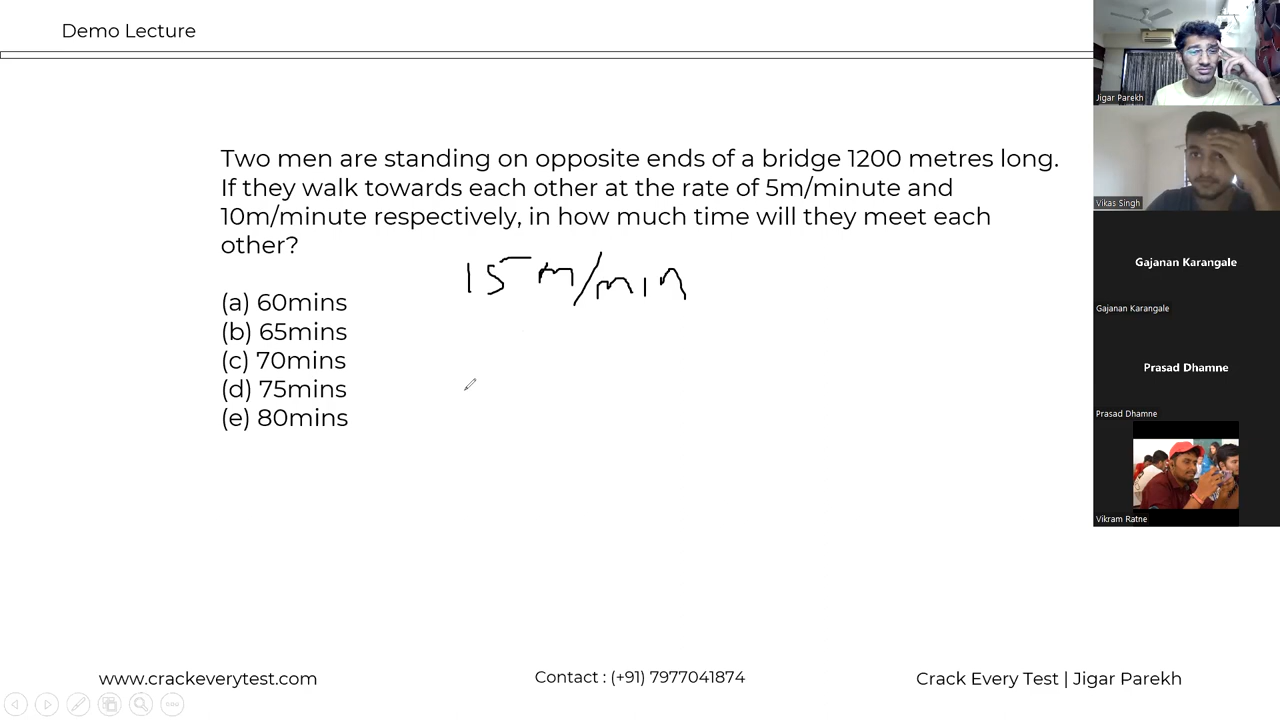 Demo Lecture
Two men are standing on opposite ends of a bridge 1200 metres long.
If they walk towards each other at the rate of 5m/minute and
10m/minute respectively, in how much time will they meet each
other?
15 m/min
(a) 60mins
(b) 65mins
(c) 70mins
(d) 75mins
(e) 80mins
www.crackeverytest.com
Contact : (+91) 7977041874
Crack Every Test | Jigar Parekh
Jigar Parekh
Vikas Singh
Gajanan Karangale
Gajanan Karangale
Prasad Dhamne
Prasad Dhamne
Vikram Ratne